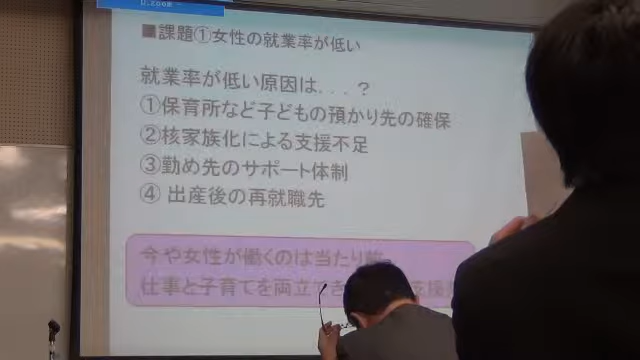 ■課題①女性の就業率が低い
就業率が低い原因は...?
①保育所など子どもの預かり先の確保
②核家族化による支援不足
③勤め先のサポート体制
④ 出産後の再就職先
今や女性が働くのは当たり前
仕事と子育てを両立でき